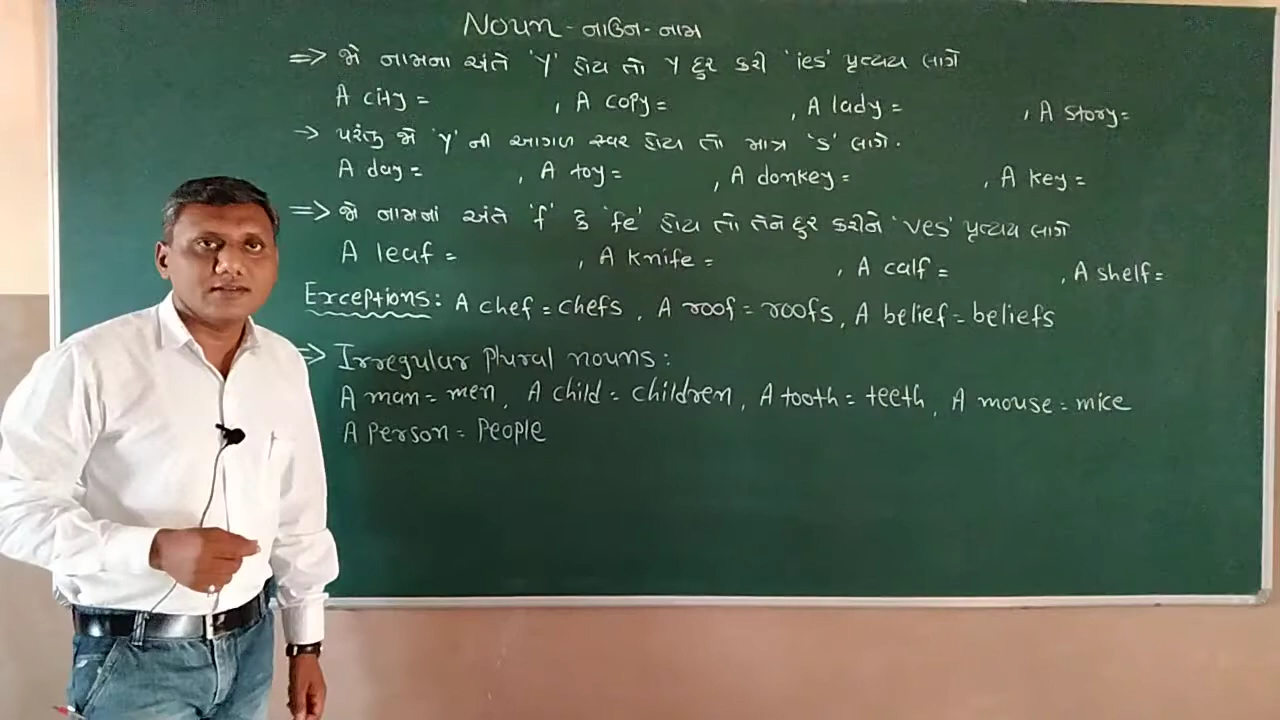 Noun - નાઉન - નામ
=> જો નામના અંતે 'Y' હોય તો Y દુર કરી 'ies' પ્રત્યય લાગે
A city = , A copy = , A lady = , A story =
-> પરંતુ જો 'y' ની આગળ સ્વર હોય તો માત્ર 's' લાગે.
A day = , A toy = , A donkey = , A key =
=> જો નામનાં અંતે 'f' કે 'fe' હોય તો તેને દુર કરીને 'ves' પ્રત્યય લાગે
A leaf = , A knife = , A calf = , A shelf =
Exceptions: A chef = chefs , A roof = roofs, A belief = beliefs
=> Irregular plural nouns :
A man = men, A child = children, A tooth = teeth, A mouse = mice
A person = People